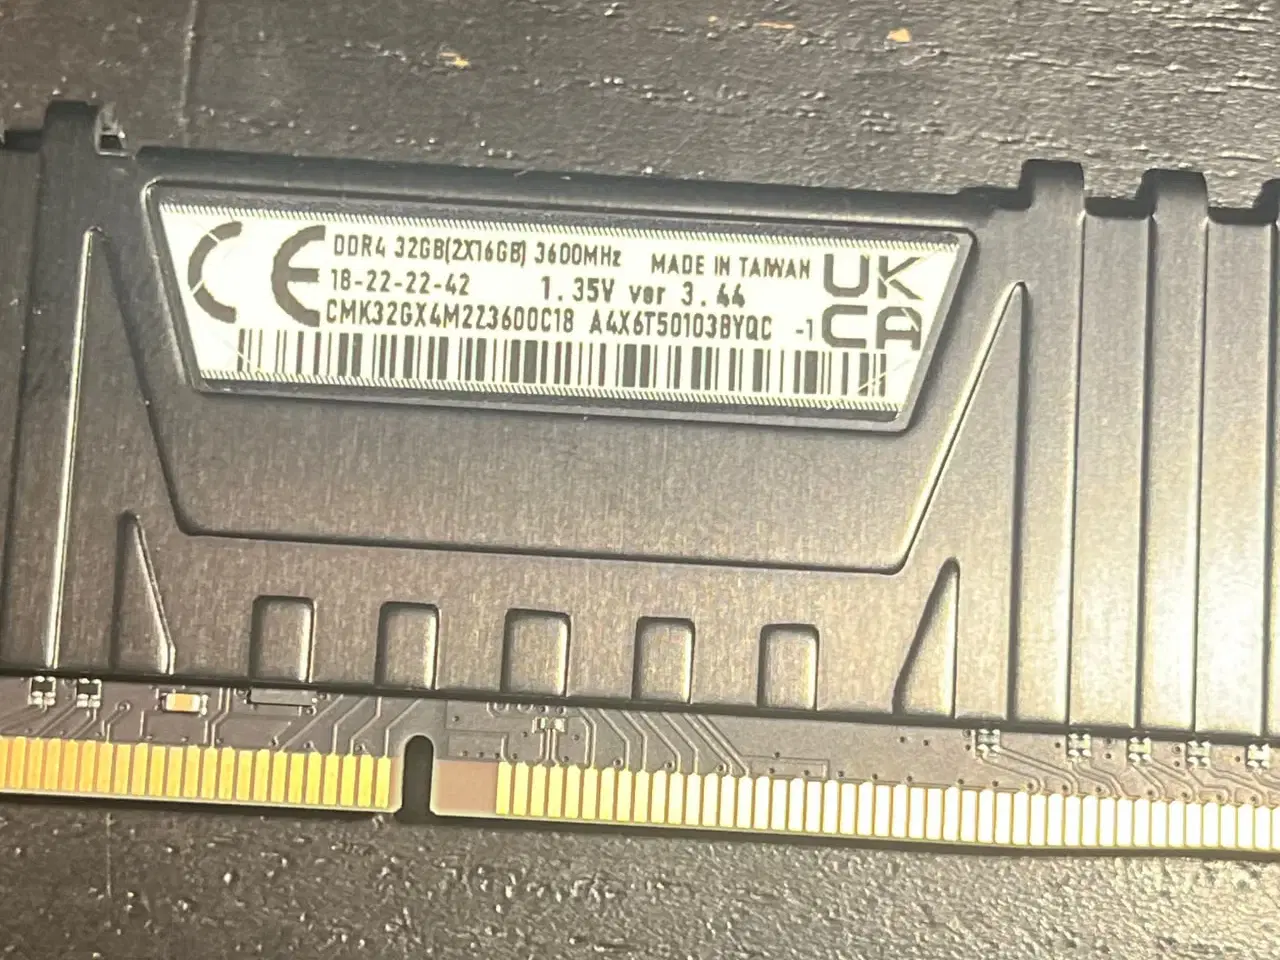 CE
DDR4 32GB(2X16GB) 3600MHz MADE IN TAIWAN
18-22-22-42 1.35V ver 3.44
CMK32GX4M2Z3600C18 A4X6T50103BYQC -1
UK
CA